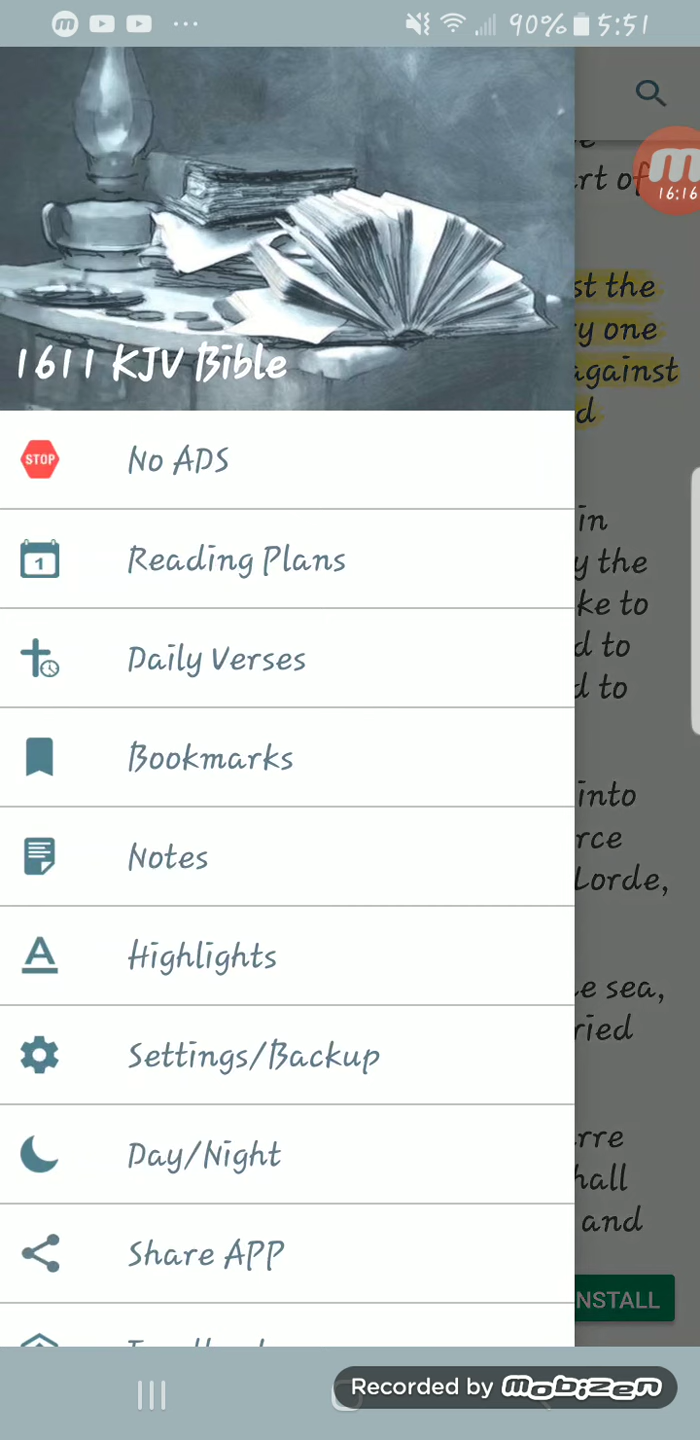 90% 5:51
rt of
16:16
1611 KJV Bible
st the
y one
against
d
STOP No ADS
in
1 Reading Plans
y the
ke to
d to
Daily Verses
d to
Bookmarks
into
rce
Notes
Lorde,
Highlights
e sea,
ried
Settings/Backup
rre
Day/Night
hall
and
Share APP
NSTALL
Recorded by mobizen